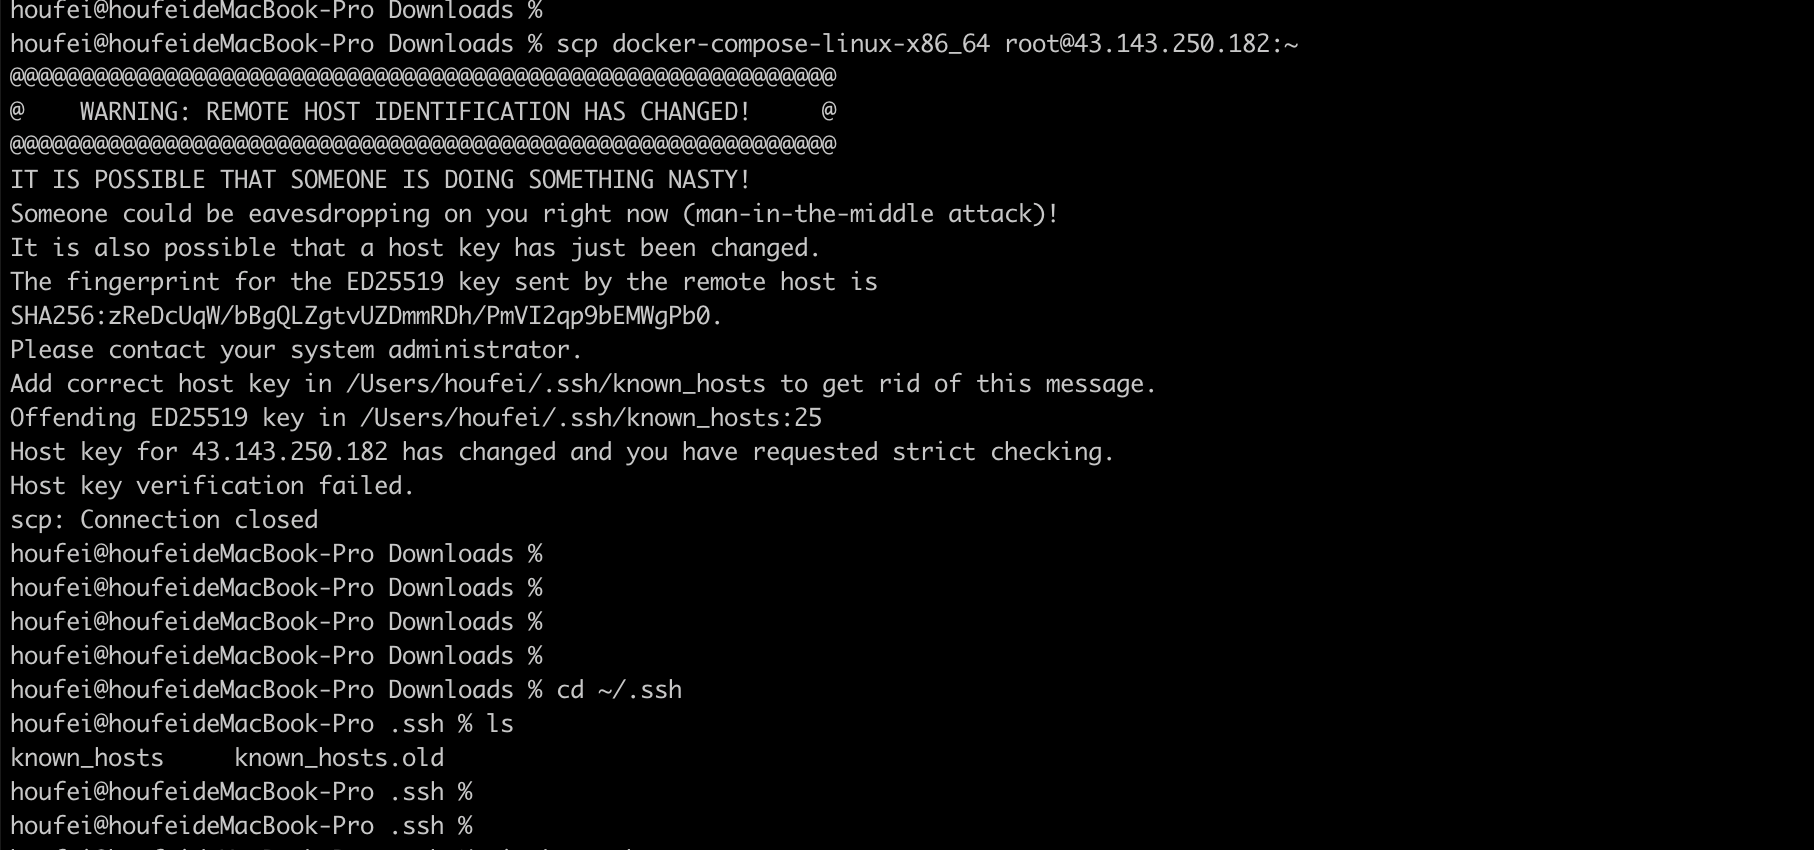 houfei@houfeideMacBook-Pro Downloads %
houfei@houfeideMacBook-Pro Downloads % scp docker-compose-linux-x86_64 root@43.143.250.182:~
@@@@@@@@@@@@@@@@@@@@@@@@@@@@@@@@@@@@@@@@@@@@@@@@@@@@@@@@@@@
@    WARNING: REMOTE HOST IDENTIFICATION HAS CHANGED!     @
@@@@@@@@@@@@@@@@@@@@@@@@@@@@@@@@@@@@@@@@@@@@@@@@@@@@@@@@@@@
IT IS POSSIBLE THAT SOMEONE IS DOING SOMETHING NASTY!
Someone could be eavesdropping on you right now (man-in-the-middle attack)!
It is also possible that a host key has just been changed.
The fingerprint for the ED25519 key sent by the remote host is
SHA256:zReDcUqW/bBgQLZgtvUZDmmRDh/PmVI2qp9bEMWgPb0.
Please contact your system administrator.
Add correct host key in /Users/houfei/.ssh/known_hosts to get rid of this message.
Offending ED25519 key in /Users/houfei/.ssh/known_hosts:25
Host key for 43.143.250.182 has changed and you have requested strict checking.
Host key verification failed.
scp: Connection closed
houfei@houfeideMacBook-Pro Downloads %
houfei@houfeideMacBook-Pro Downloads %
houfei@houfeideMacBook-Pro Downloads %
houfei@houfeideMacBook-Pro Downloads %
houfei@houfeideMacBook-Pro Downloads % cd ~/.ssh
houfei@houfeideMacBook-Pro .ssh % ls
known_hosts     known_hosts.old
houfei@houfeideMacBook-Pro .ssh %
houfei@houfeideMacBook-Pro .ssh %